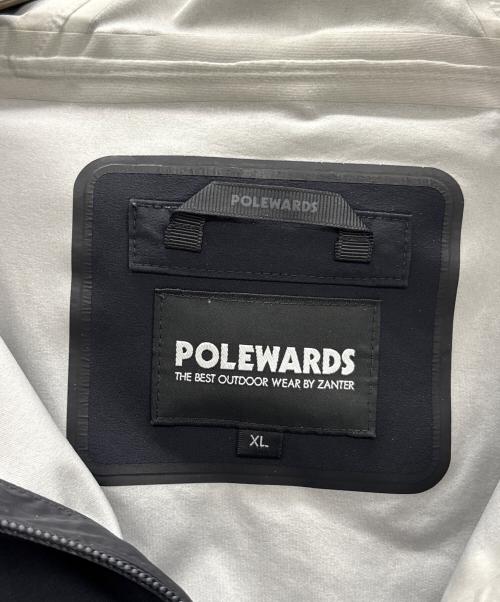 POLEWARDS
POLEWARDS
THE BEST OUTDOOR WEAR BY ZANTER
XL